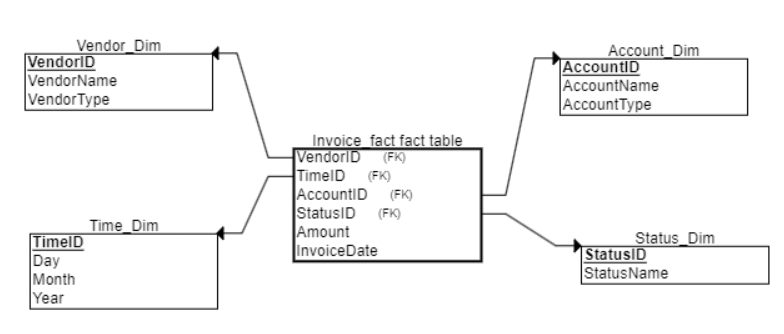 Vendor_Dim
VendorID
VendorName
VendorType
Account_Dim
AccountID
AccountName
AccountType
Invoice_fact fact table
VendorID (FK)
TimeID (FK)
AccountID (FK)
StatusID (FK)
Amount
InvoiceDate
Time_Dim
TimeID
Day
Month
Year
Status_Dim
StatusID
StatusName